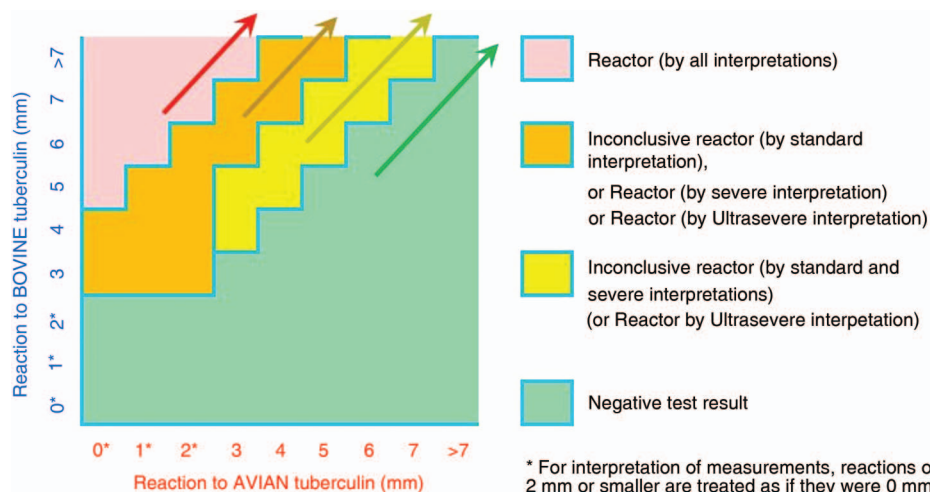 Reaction to BOVINE tuberculin (mm)
>7
7
6
5
4
3
2*
1*
0*
0* 1* 2* 3 4 5 6 7 >7
Reaction to AVIAN tuberculin (mm)
Reactor (by all interpretations)
Inconclusive reactor (by standard
interpretation),
or Reactor (by severe interpretation)
or Reactor (by Ultrasevere interpretation)
Inconclusive reactor (by standard and
severe interpretations)
(or Reactor by Ultrasevere interpetation)
Negative test result
* For interpretation of measurements, reactions o
2 mm or smaller are treated as if they were 0 mm